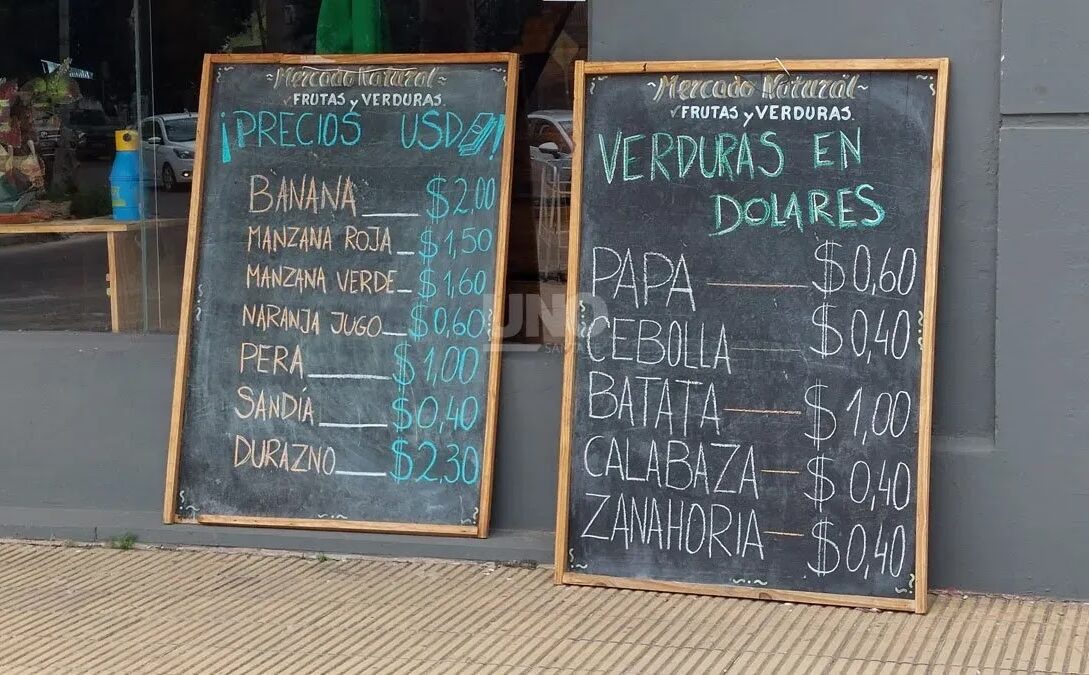 ~Mercado Natural~
FRUTAS y VERDURAS
¡PRECIOS USD!
BANANA $2.00
MANZANA ROJA $1,50
MANZANA VERDE $1,60
NARANJA JUGO $0,60
PERA $1,00
SANDÍA $0,40
DURAZNO $2,30
~Mercado Natural~
FRUTAS y VERDURAS.
VERDURAS EN
DOLARES
PAPA $0,60
CEBOLLA $0,40
BATATA $1,00
CALABAZA $0,40
ZANAHORIA $0,40
UNO